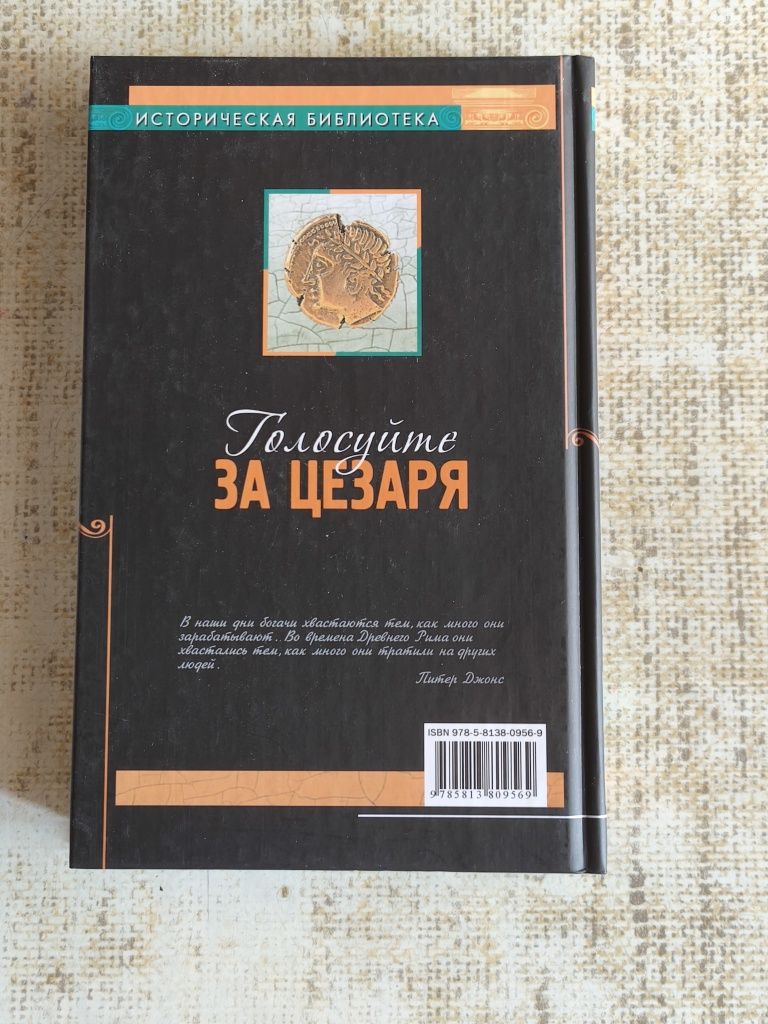 ИСТОРИЧЕСКАЯ БИБЛИОТЕКА
Голосуйте
ЗА ЦЕЗАРЯ
В наши дни богачи хвастаются тем, как много они
зарабатывают. Во времена Древнего Рима они
хвастались тем, как много они тратили на других
людей.
Питер Джонс
ISBN 978-5-8138-0956-9
9 785813 809569